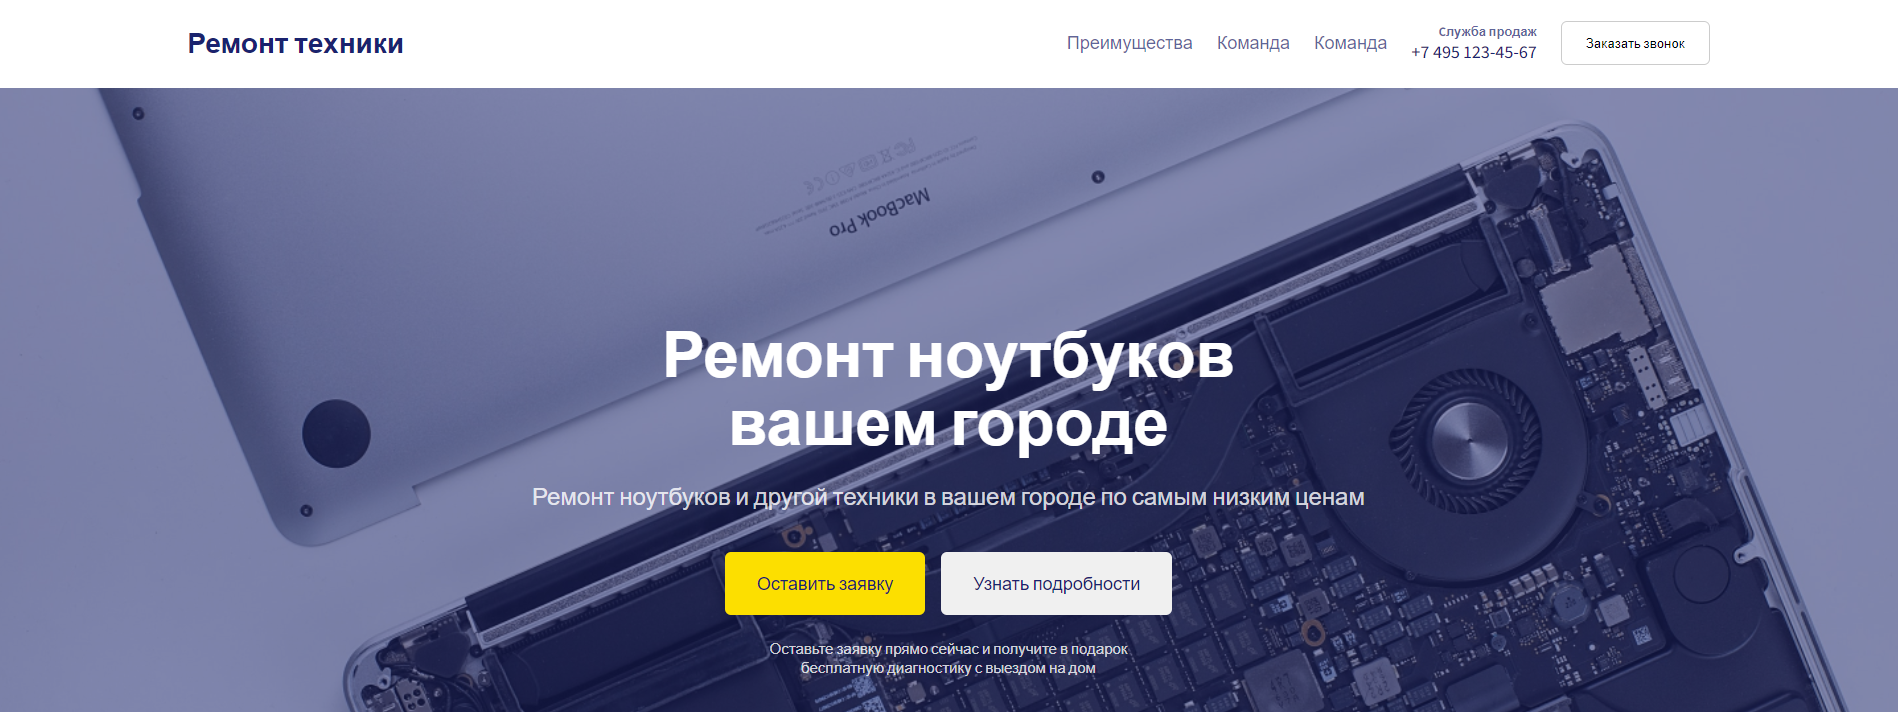 Ремонт техники
Преимущества
Команда
Команда
Служба продаж
+7 495 123-45-67
Заказать звонок
MacBook Pro
Ремонт ноутбуков
вашем городе
Ремонт ноутбуков и другой техники в вашем городе по самым низким ценам
Оставить заявку
Узнать подробности
Оставьте заявку прямо сейчас и получите в подарок
бесплатную диагностику с выездом на дом